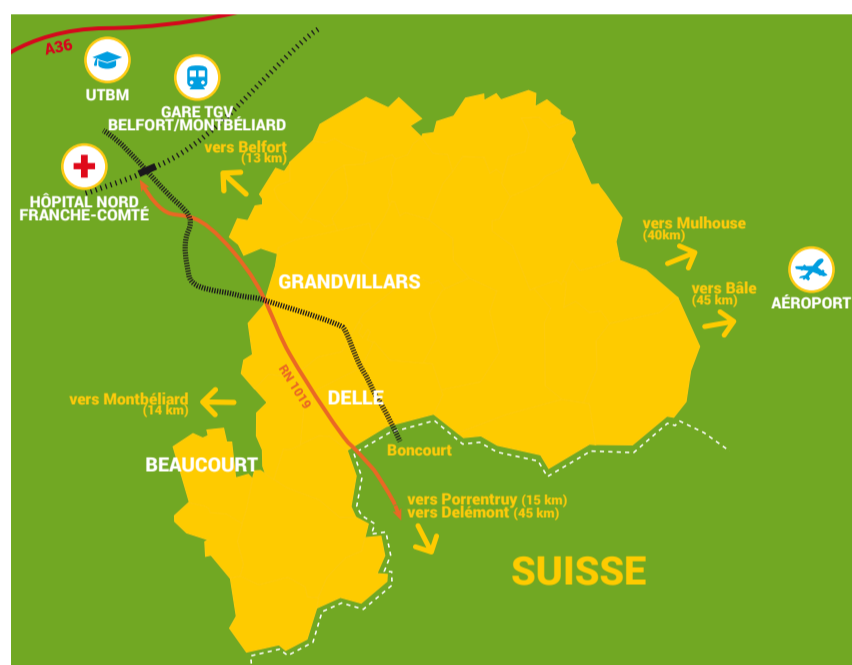 A36
UTBM
GARE TGV
BELFORT/MONTBÉLIARD
vers Belfort
(13 km)
HÔPITAL NORD
FRANCHE-COMTÉ
vers Mulhouse
(40km)
GRANDVILLARS
vers Bâle
(45 km)
AÉROPORT
RN 1019
DELLE
vers Montbéliard
(14 km)
Boncourt
BEAUCOURT
vers Porrentruy (15 km)
vers Delémont (45 km)
SUISSE